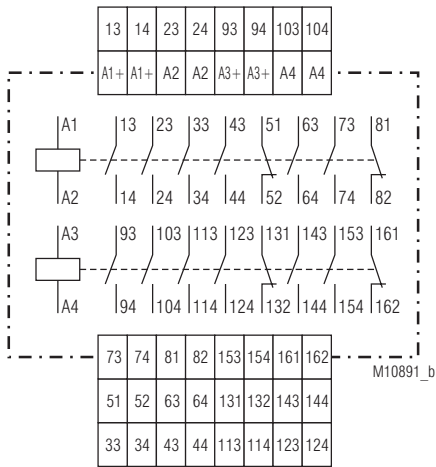 13 14 23 24 93 94 103 104
A1+ A1+ A2 A2 A3+ A3+ A4 A4
A1 13 23 33 43 51 63 73 81
A2 14 24 34 44 52 64 74 82
A3 93 103 113 123 131 143 153 161
A4 94 104 114 124 132 144 154 162
73 74 81 82 153 154 161 162
M10891_b
51 52 63 64 131 132 143 144
33 34 43 44 113 114 123 124